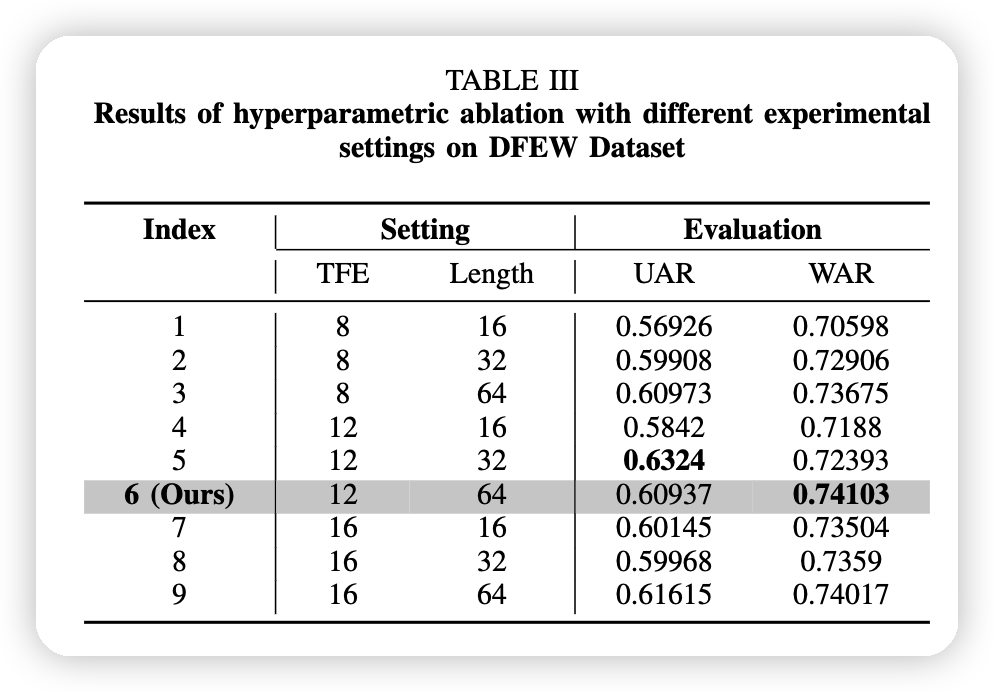 TABLE III
Results of hyperparametric ablation with different experimental
settings on DFEW Dataset
Index Setting Evaluation
TFE Length UAR WAR
1 8 16 0.56926 0.70598
2 8 32 0.59908 0.72906
3 8 64 0.60973 0.73675
4 12 16 0.5842 0.7188
5 12 32 0.6324 0.72393
6 (Ours) 12 64 0.60937 0.74103
7 16 16 0.60145 0.73504
8 16 32 0.59968 0.7359
9 16 64 0.61615 0.74017